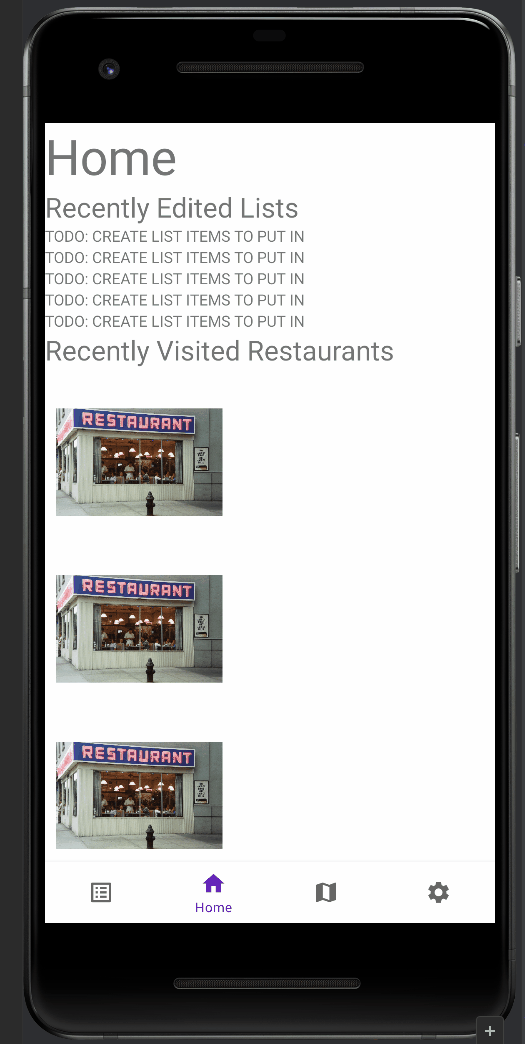 Home
Recently Edited Lists
TODO: CREATE LIST ITEMS TO PUT IN
TODO: CREATE LIST ITEMS TO PUT IN
TODO: CREATE LIST ITEMS TO PUT IN
TODO: CREATE LIST ITEMS TO PUT IN
TODO: CREATE LIST ITEMS TO PUT IN
Recently Visited Restaurants
RESTAURANT
RESTAURANT
RESTAURANT
Home